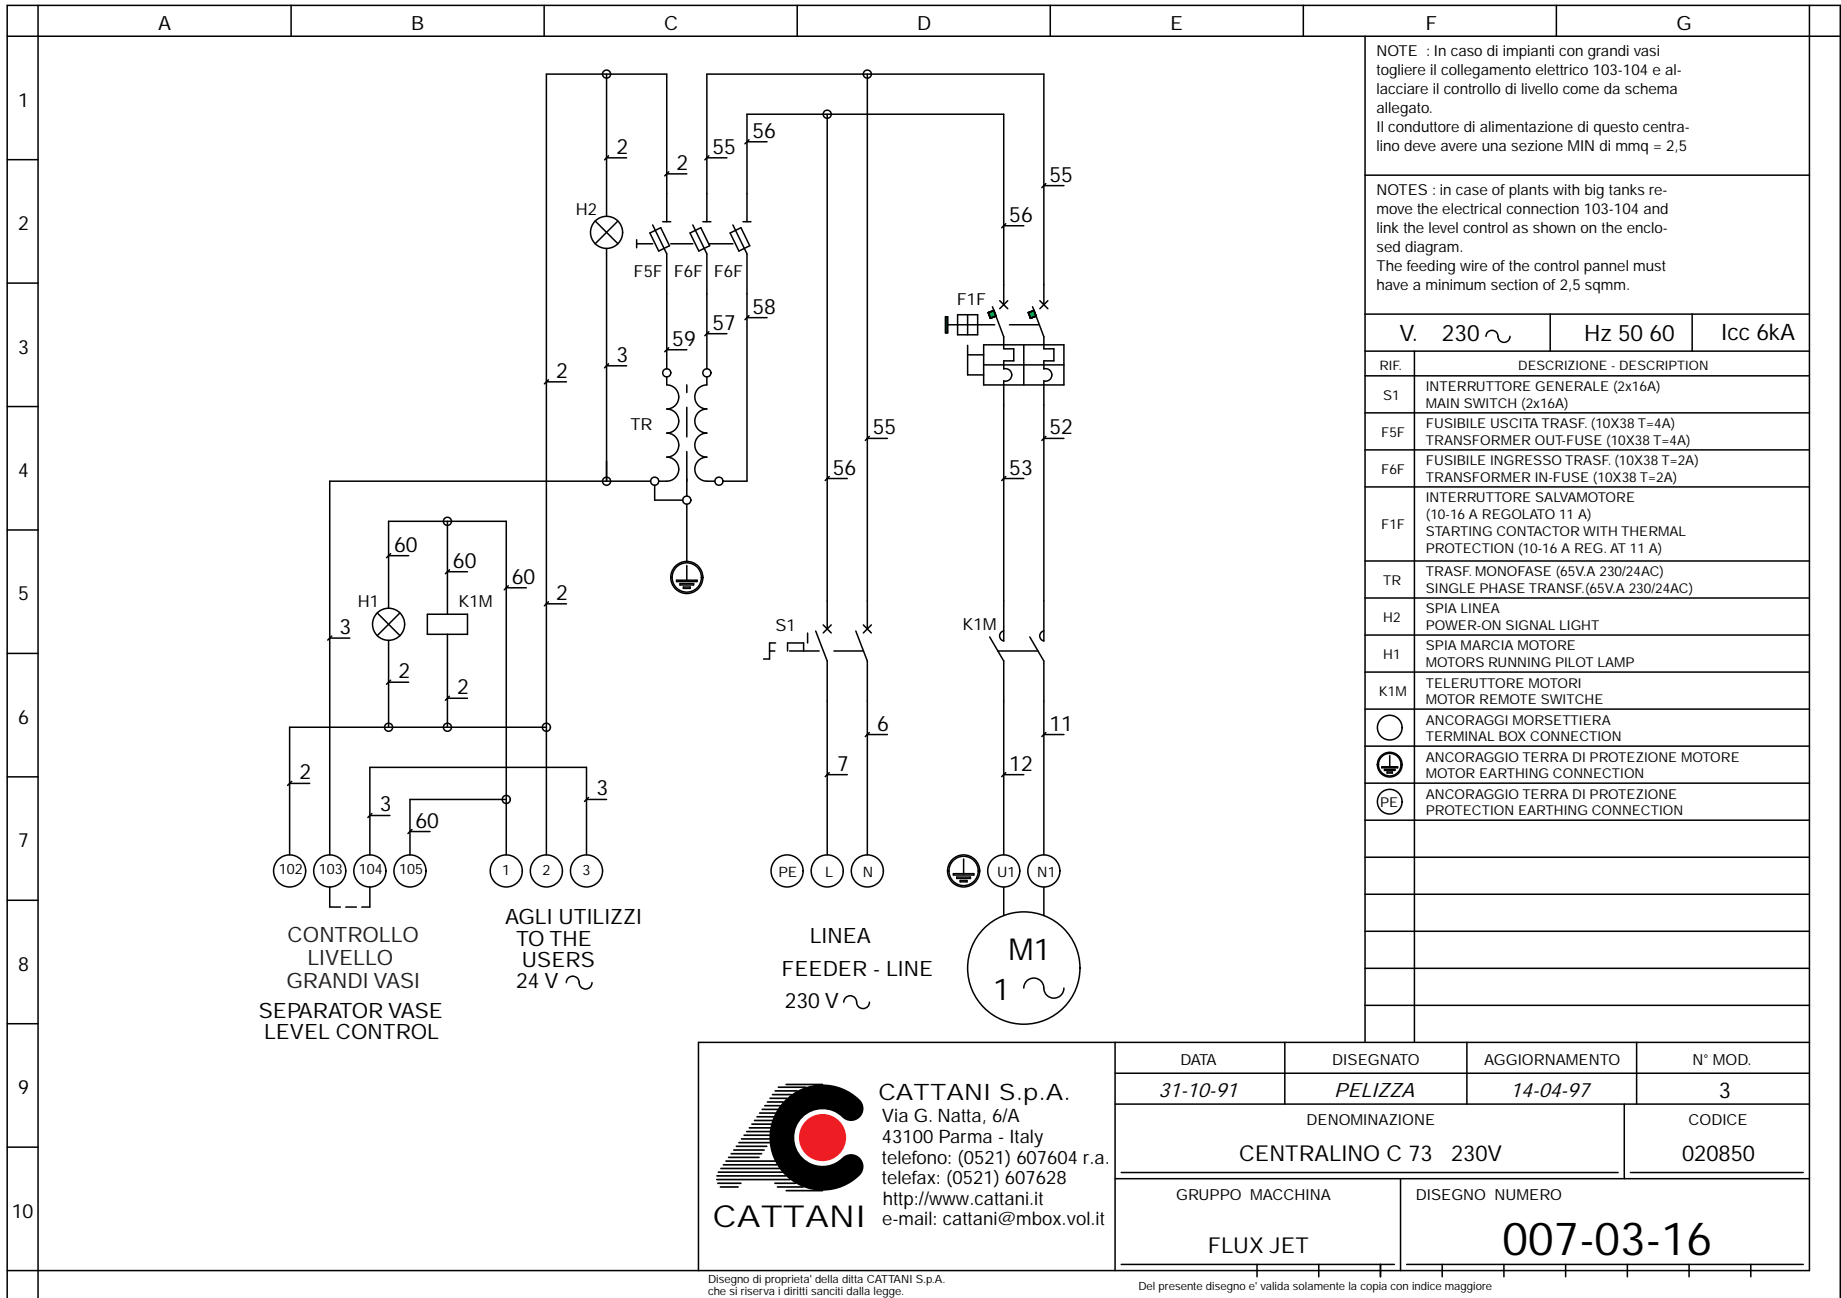 A B C D E F G
1
2
3
4
5
6
7
8
9
10
2
2
55
56
H2
F5F F6F F6F
59
57
58
3
2
TR
56
55
56
55
F1F
53
52
60
60
60
H1
K1M
3
2
2
2
S1
K1M
7
6
12
11
2
3
60
3
102 103 104 105 1 2 3
PE L N
U1 N1
CONTROLLO
LIVELLO
GRANDI VASI
SEPARATOR VASE
LEVEL CONTROL
AGLI UTILIZZI
TO THE
USERS
24 V
LINEA
FEEDER - LINE
230 V
M1
1
NOTE : In caso di impianti con grandi vasi
togliere il collegamento elettrico 103-104 e al-
lacciare il controllo di livello come da schema
allegato.
Il conduttore di alimentazione di questo centra-
lino deve avere una sezione MIN di mmq = 2,5
NOTES : in case of plants with big tanks re-
move the electrical connection 103-104 and
link the level control as shown on the enclo-
sed diagram.
The feeding wire of the control pannel must
have a minimum section of 2,5 sqmm.
V. 230 Hz 50 60 Icc 6kA
RIF. DESCRIZIONE - DESCRIPTION
S1 INTERRUTTORE GENERALE (2x16A)
MAIN SWITCH (2x16A)
F5F FUSIBILE USCITA TRASF. (10X38 T=4A)
TRANSFORMER OUT-FUSE (10X38 T=4A)
F6F FUSIBILE INGRESSO TRASF. (10X38 T=2A)
TRANSFORMER IN-FUSE (10X38 T=2A)
F1F INTERRUTTORE SALVAMOTORE
(10-16 A REGOLATO 11 A)
STARTING CONTACTOR WITH THERMAL
PROTECTION (10-16 A REG. AT 11 A)
TR TRASF. MONOFASE (65V.A 230/24AC)
SINGLE PHASE TRANSF.(65V.A 230/24AC)
H2 SPIA LINEA
POWER-ON SIGNAL LIGHT
H1 SPIA MARCIA MOTORE
MOTORS RUNNING PILOT LAMP
K1M TELERUTTORE MOTORI
MOTOR REMOTE SWITCHE
ANCORAGGI MORSETTIERA
TERMINAL BOX CONNECTION
ANCORAGGIO TERRA DI PROTEZIONE MOTORE
MOTOR EARTHING CONNECTION
PE ANCORAGGIO TERRA DI PROTEZIONE
PROTECTION EARTHING CONNECTION
CATTANI
CATTANI S.p.A.
Via G. Natta, 6/A
43100 Parma - Italy
telefono: (0521) 607604 r.a.
telefax: (0521) 607628
http://www.cattani.it
e-mail: cattani@mbox.vol.it
DATA DISEGNATO AGGIORNAMENTO N° MOD.
31-10-91 PELIZZA 14-04-97 3
DENOMINAZIONE CODICE
CENTRALINO C 73 230V 020850
GRUPPO MACCHINA DISEGNO NUMERO
FLUX JET 007-03-16
Disegno di proprieta' della ditta CATTANI S.p.A.
che si riserva i diritti sanciti dalla legge.
Del presente disegno e' valida solamente la copia con indice maggiore